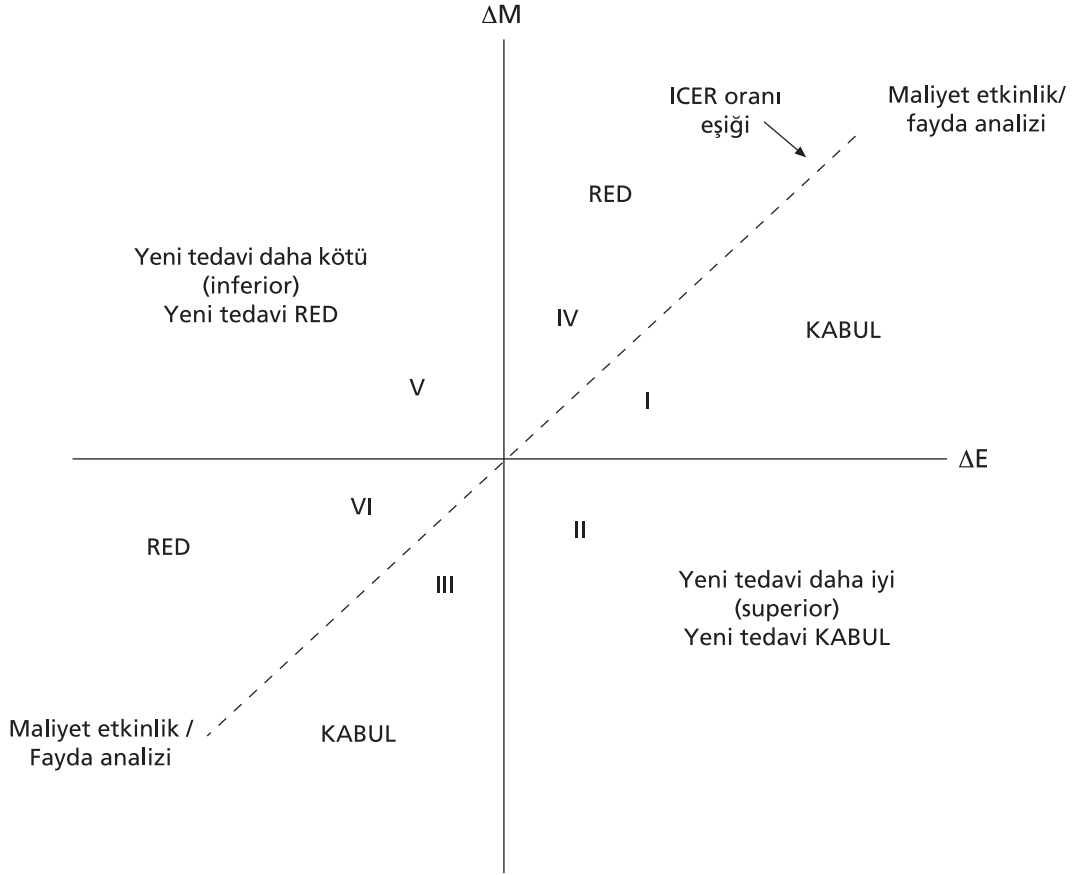 ΔM
ICER oranı
eşiği
Maliyet etkinlik/
fayda analizi
RED
Yeni tedavi daha kötü
(inferior)
Yeni tedavi RED
IV
KABUL
V
I
ΔE
VI
II
RED
III
Yeni tedavi daha iyi
(superior)
Yeni tedavi KABUL
Maliyet etkinlik /
Fayda analizi
KABUL